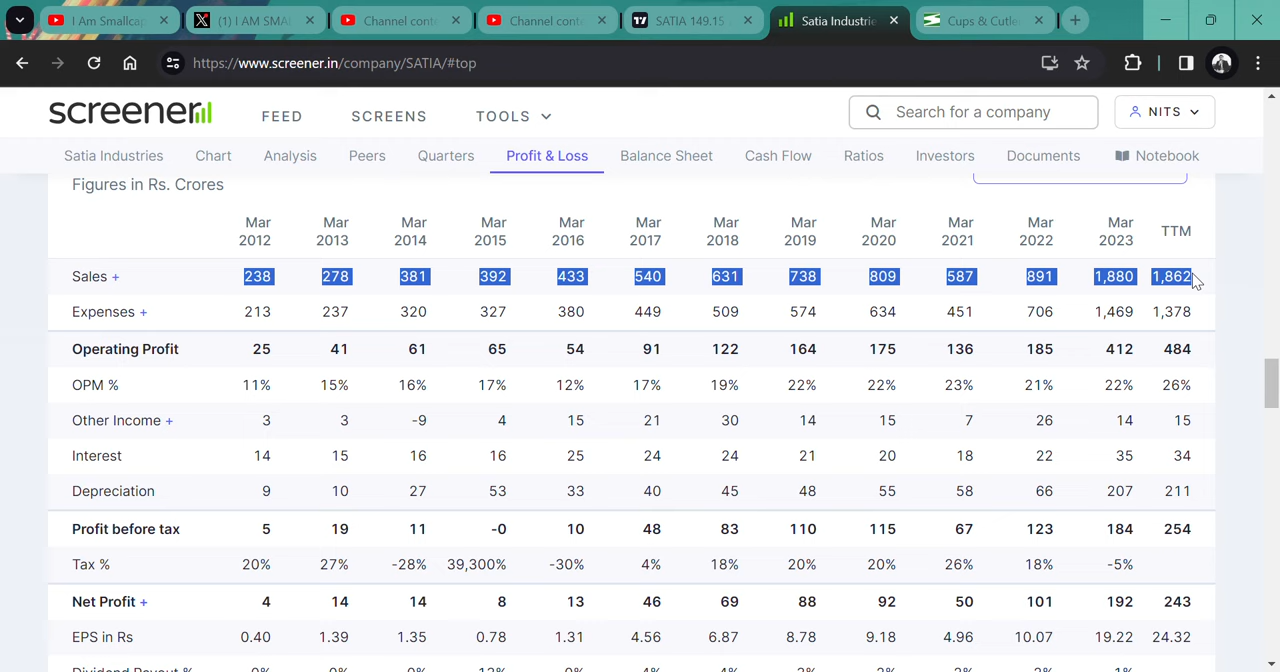 I Am Smallcap
(1) I AM SMAL
Channel conte
Channel conte
SATIA 149.15
Satia Industrie
Cups & Cutle
https://www.screener.in/company/SATIA/#top
screener
FEED
SCREENS
TOOLS
Search for a company
NITS
Satia Industries Chart Analysis Peers Quarters Profit & Loss Balance Sheet Cash Flow Ratios Investors Documents Notebook
Figures in Rs. Crores
Mar 2012 Mar 2013 Mar 2014 Mar 2015 Mar 2016 Mar 2017 Mar 2018 Mar 2019 Mar 2020 Mar 2021 Mar 2022 Mar 2023 TTM
Sales + 238 278 381 392 433 540 631 738 809 587 891 1,880 1,862
Expenses + 213 237 320 327 380 449 509 574 634 451 706 1,469 1,378
Operating Profit 25 41 61 65 54 91 122 164 175 136 185 412 484
OPM % 11% 15% 16% 17% 12% 17% 19% 22% 22% 23% 21% 22% 26%
Other Income + 3 3 -9 4 15 21 30 14 15 7 26 14 15
Interest 14 15 16 16 25 24 24 21 20 18 22 35 34
Depreciation 9 10 27 53 33 40 45 48 55 58 66 207 211
Profit before tax 5 19 11 -0 10 48 83 110 115 67 123 184 254
Tax % 20% 27% -28% 39,300% -30% 4% 18% 20% 20% 26% 18% -5%
Net Profit + 4 14 14 8 13 46 69 88 92 50 101 192 243
EPS in Rs 0.40 1.39 1.35 0.78 1.31 4.56 6.87 8.78 9.18 4.96 10.07 19.22 24.32
Dividend Payout %